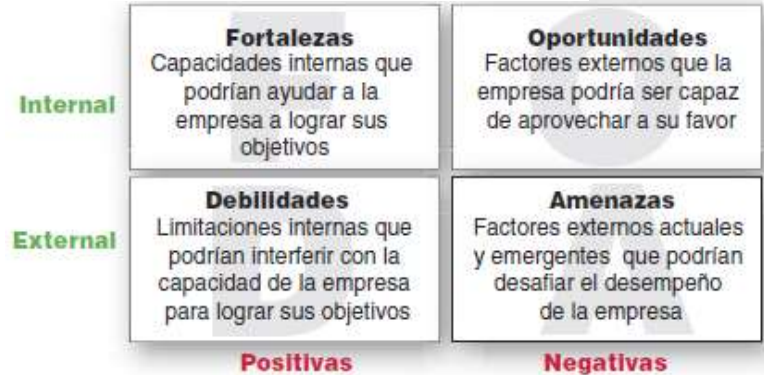 Internal
Fortalezas
Capacidades internas que
podrían ayudar a la
empresa a lograr sus
objetivos
Oportunidades
Factores externos que la
empresa podría ser capaz
de aprovechar a su favor
External
Debilidades
Limitaciones internas que
podrían interferir con la
capacidad de la empresa
para lograr sus objetivos
Amenazas
Factores externos actuales
y emergentes que podrían
desafiar el desempeño
de la empresa
Positivas
Negativas
F
O
D
A